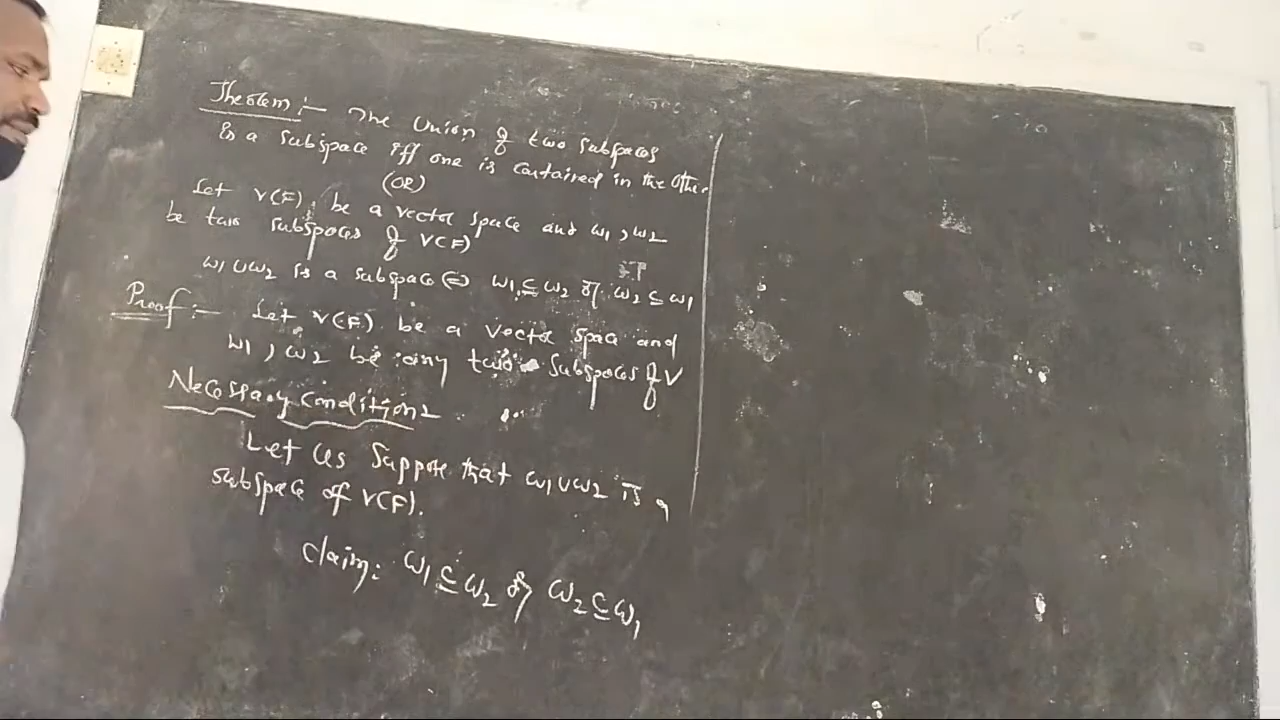 Theorem :- The Union of two subspaces
is a subspace iff one is contained in the other
(OR)
Let V(F) be a vector space and W1, W2
be two subspaces of V(F)
ST
W1∪W2 is a subspace ⇔ W1 ⊆ W2 or W2 ⊆ W1
Proof :- Let V(F) be a vector space and
W1, W2 be any two subspaces of V
Necessary Condition:
Let us suppose that W1∪W2 is a
subspace of V(F).
Claim: W1 ⊆ W2 or W2 ⊆ W1